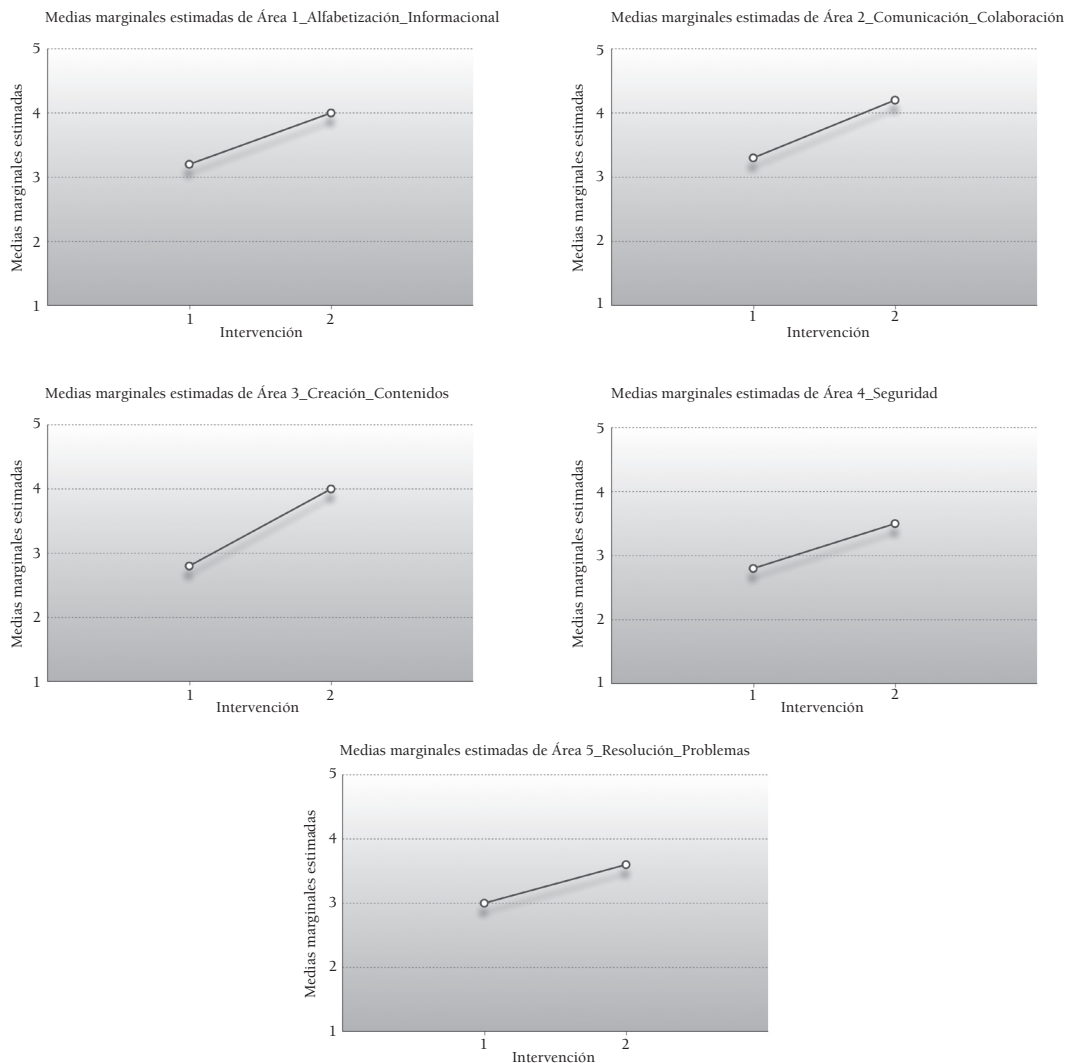 Medias marginales estimadas de Área 1_Alfabetización_Informacional
Medias marginales estimadas
5
4
3
2
1
1 2
Intervención
Medias marginales estimadas de Área 2_Comunicación_Colaboración
Medias marginales estimadas
5
4
3
2
1
1 2
Intervención
Medias marginales estimadas de Área 3_Creación_Contenidos
Medias marginales estimadas
5
4
3
2
1
1 2
Intervención
Medias marginales estimadas de Área 4_Seguridad
Medias marginales estimadas
5
4
3
2
1
1 2
Intervención
Medias marginales estimadas de Área 5_Resolución_Problemas
Medias marginales estimadas
5
4
3
2
1
1 2
Intervención